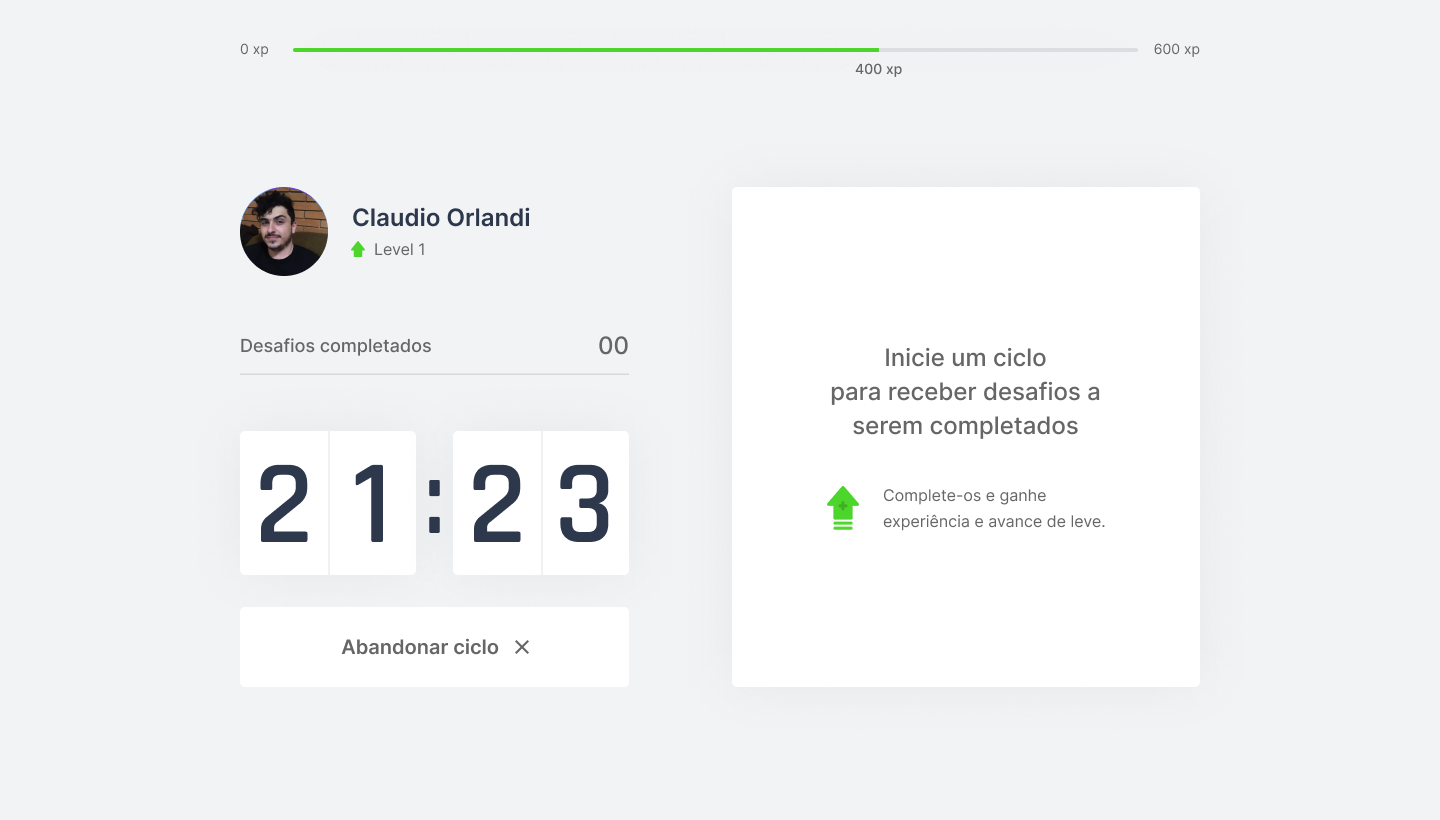 0 xp
600 xp
400 xp
Claudio Orlandi
Level 1
Desafios completados 00
21:23
Abandonar ciclo
Inicie um ciclo
para receber desafios a
serem completados
Complete-os e ganhe
experiência e avance de leve.